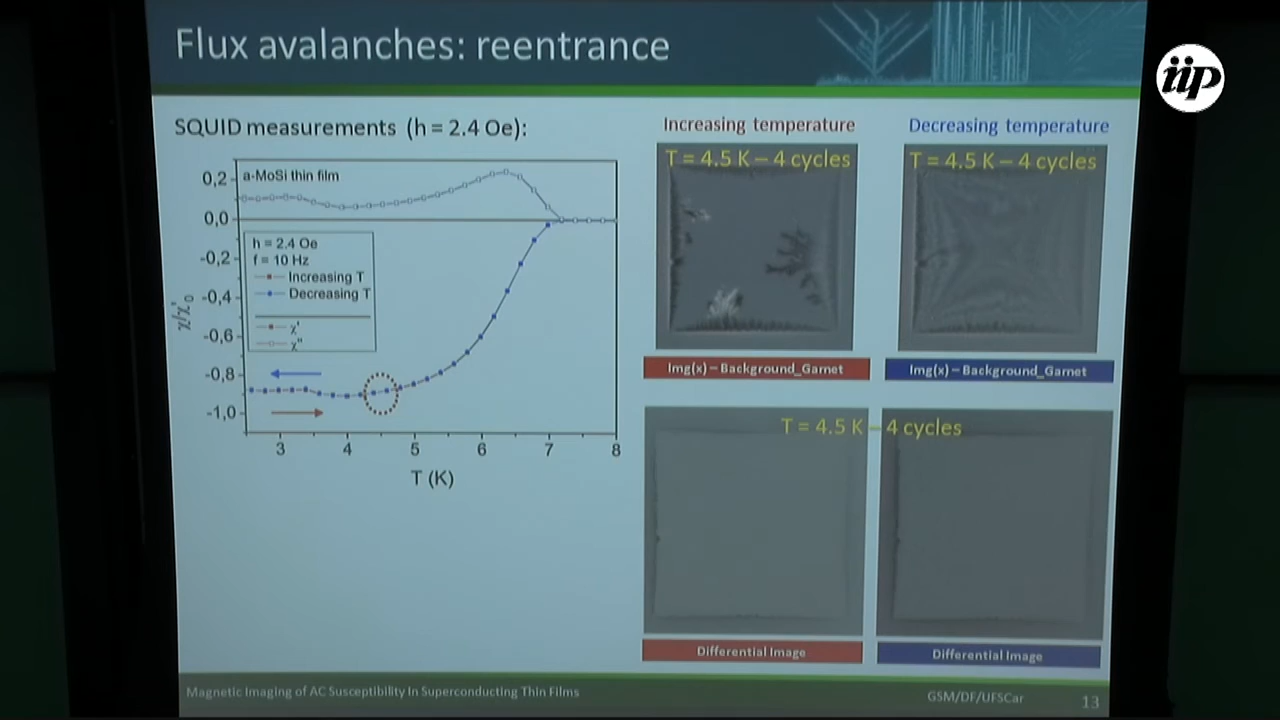 Flux avalanches: reentrance
iip
SQUID measurements (h = 2.4 Oe):
0,2
0,0
-0,2
-0,4
-0,6
-0,8
-1,0
χ/χ'₀
a-MoSi thin film
h = 2.4 Oe
f = 10 Hz
Increasing T
Decreasing T
χ'
χ"
3 4 5 6 7 8
T (K)
Increasing temperature
T = 4.5 K – 4 cycles
Img(x) – Background_Garnet
Decreasing temperature
T = 4.5 K – 4 cycles
Img(x) – Background_Garnet
T = 4.5 K – 4 cycles
Differential Image
Differential Image
Magnetic Imaging of AC Susceptibility In Superconducting Thin Films
GSM/DF/UFSCar
13